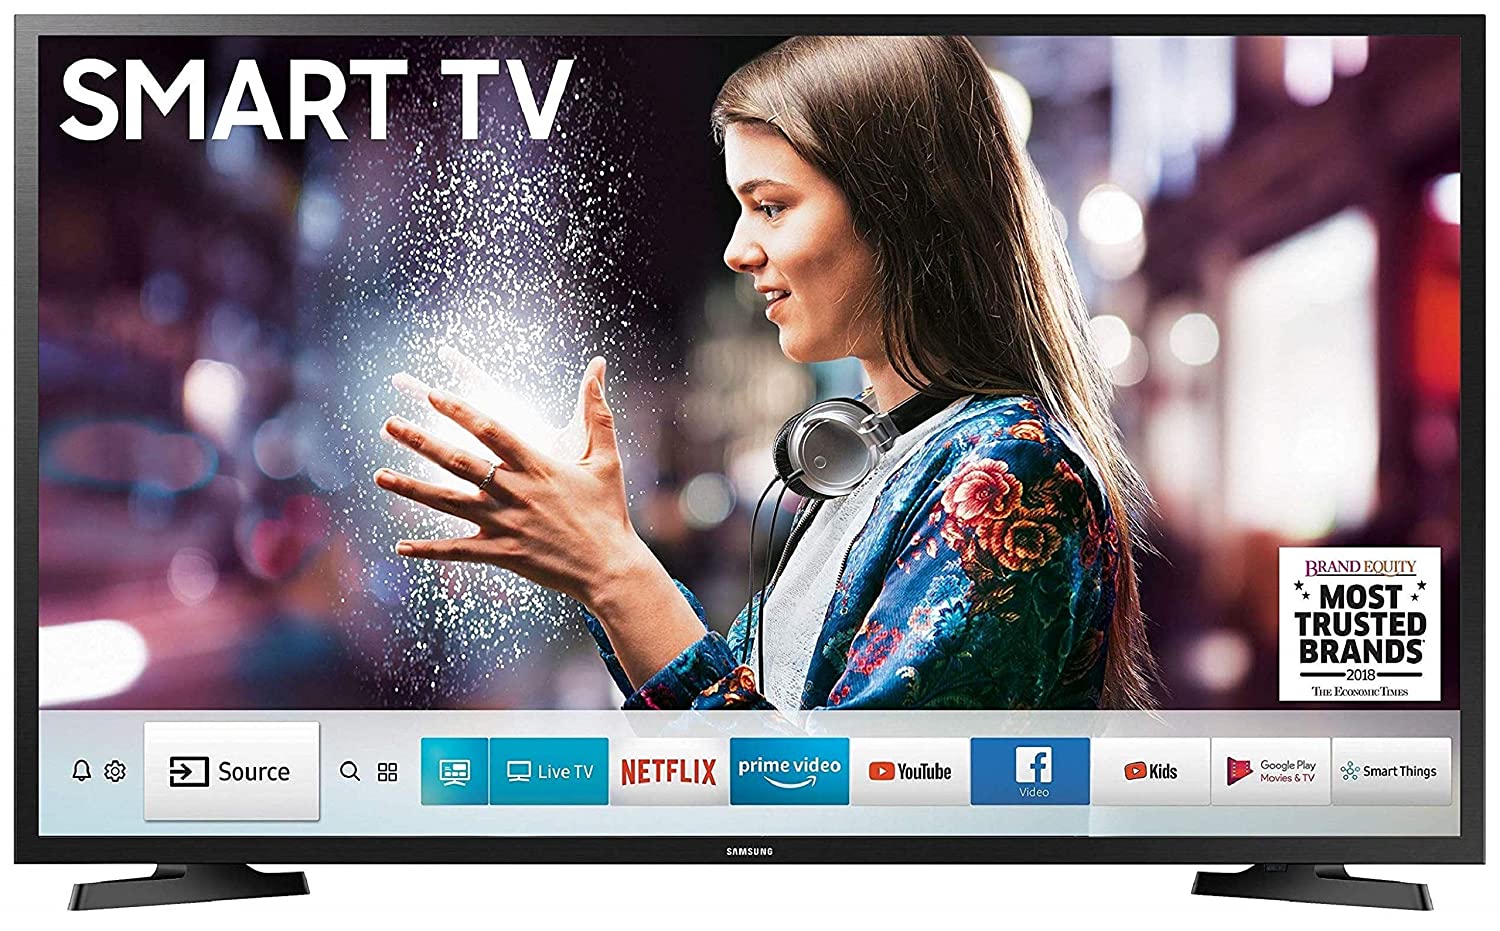 SMART TV
BRAND EQUITY
MOST
TRUSTED
BRANDS
2018
THE ECONOMIC TIMES
Source
Live TV
NETFLIX
prime video
YouTube
f
Video
Kids
Google Play
Movies & TV
Smart Things
SAMSUNG